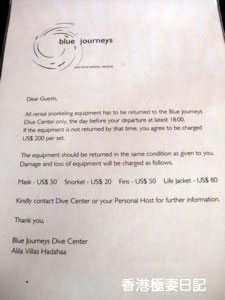 blue journeys
Dear Guests,
All rental snorkeling equipment has to be returned to the Blue Journeys
Dive Center only, the day before your departure at latest 18:00.
If the equipment is not returned by that time, you agree to be charged
US$ 200 per set.
The equipment should be returned in the same condition as given to you.
Damage and loss of equipment will be charged as follows.
Mask - US$ 50 Snorkel - US$ 20 Fins - US$ 50 Life Jacket - US$ 80
Kindly contact Dive Center or your Personal Host for further information.
Thank you,
Blue Journeys Dive Center
Alila Villas Hadahaa
香港極妻日記